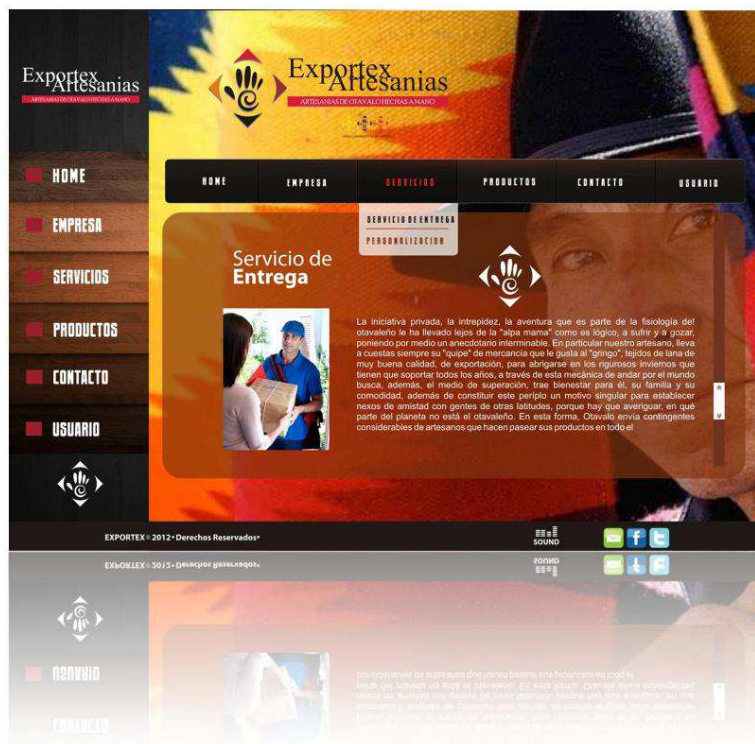 Exportex
Artesanias
ARTESANIAS DE OTAVALO HECHAS A MANO
HOME
EMPRESA
SERVICIOS
PRODUCTOS
CONTACTO
USUARIO
Exportex
Artesanias
ARTESANIAS DE OTAVALO HECHAS A MANO
HOME EMPRESA SERVICIOS PRODUCTOS CONTACTO USUARIO
SERVICIO DE ENTREGA
PERSONALIZACION
Servicio de
Entrega
La iniciativa privada, la intrepidez, la aventura que es parte de la fisiología del
otavaleño le ha llevado lejos de la "alpa mama" como es lógico, a sufrir y a gozar,
poniendo por medio un anecdotario interminable. En particular nuestro artesano, lleva
a cuestas siempre su "quipe" de mercancia que le gusta al "gringo", tejidos de lana de
muy buena calidad, de exportación, para abrigarse en los rigurosos inviernos que
tienen que soportar todos los años, a través de esta mecánica de andar por el mundo
busca, además, el medio de superación, trae bienestar para él, su familia y su
comodidad, además de constituir este periplo un motivo singular para establecer
nexos de amistad con gentes de otras latitudes, porque hay que averiguar, en qué
parte del planeta no está el otavaleño. En esta forma, Otavalo envía contingentes
considerables de artesanos que hacen pasear sus productos en todo el
EXPORTEX © 2012 • Derechos Reservados •
SOUND